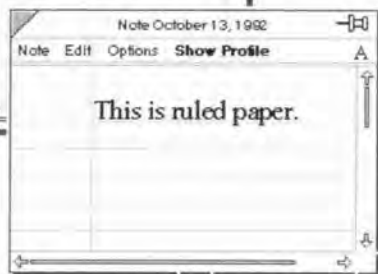 Note October 13, 1992
Note Edit Options Show Profile A
This is ruled paper.